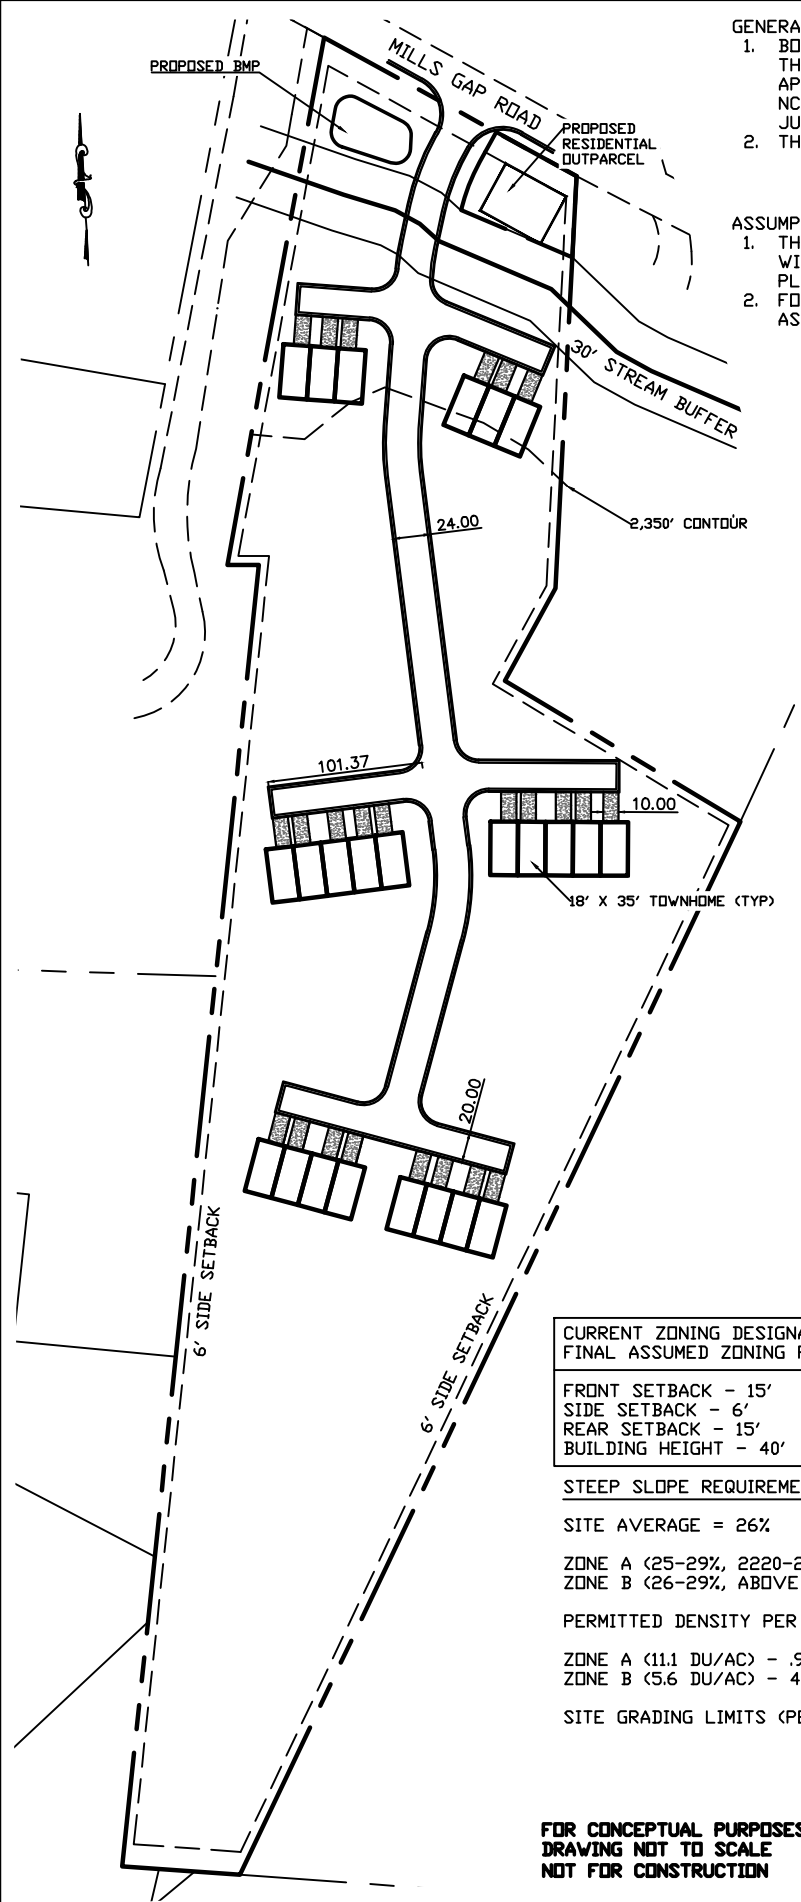 GENERA
1. BO
TH
AP
NC
JU
2. TH
MILLS GAP ROAD
PROPOSED BMP
PROPOSED
RESIDENTIAL
OUTPARCEL
ASSUMP
1. TH
WI
PL
2. FO
AS
30' STREAM BUFFER
24.00
2,350' CONTOUR
101.37
10.00
18' X 35' TOWNHOME (TYP)
20.00
6' SIDE SETBACK
6' SIDE SETBACK
CURRENT ZONING DESIGNA
FINAL ASSUMED ZONING
FRONT SETBACK - 15'
SIDE SETBACK - 6'
REAR SETBACK - 15'
BUILDING HEIGHT - 40'
STEEP SLOPE REQUIREME
SITE AVERAGE = 26%
ZONE A (25-29%, 2220-2
ZONE B (26-29%, ABOVE
PERMITTED DENSITY PER
ZONE A (11.1 DU/AC) - .9
ZONE B (5.6 DU/AC) - 4
SITE GRADING LIMITS (PE
FOR CONCEPTUAL PURPOSES
DRAWING NOT TO SCALE
NOT FOR CONSTRUCTION